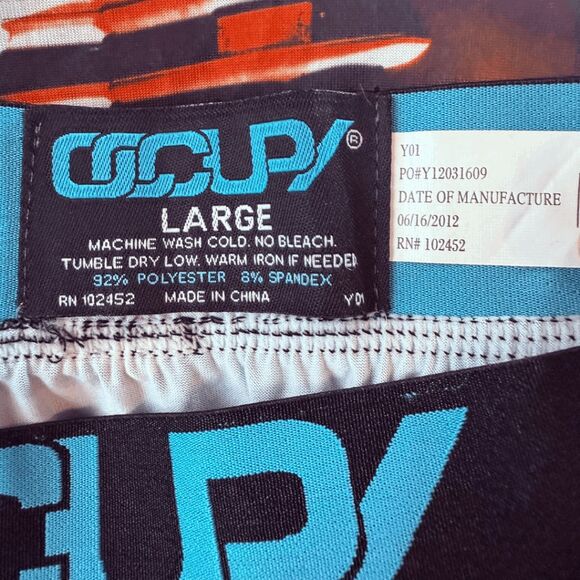 OCCUPY®
LARGE
MACHINE WASH COLD. NO BLEACH.
TUMBLE DRY LOW. WARM IRON IF NEEDED
92% POLYESTER 8% SPANDEX
RN 102452 MADE IN CHINA Y01
Y01
PO#Y12031609
DATE OF MANUFACTURE
06/16/2012
RN# 102452
CUPY